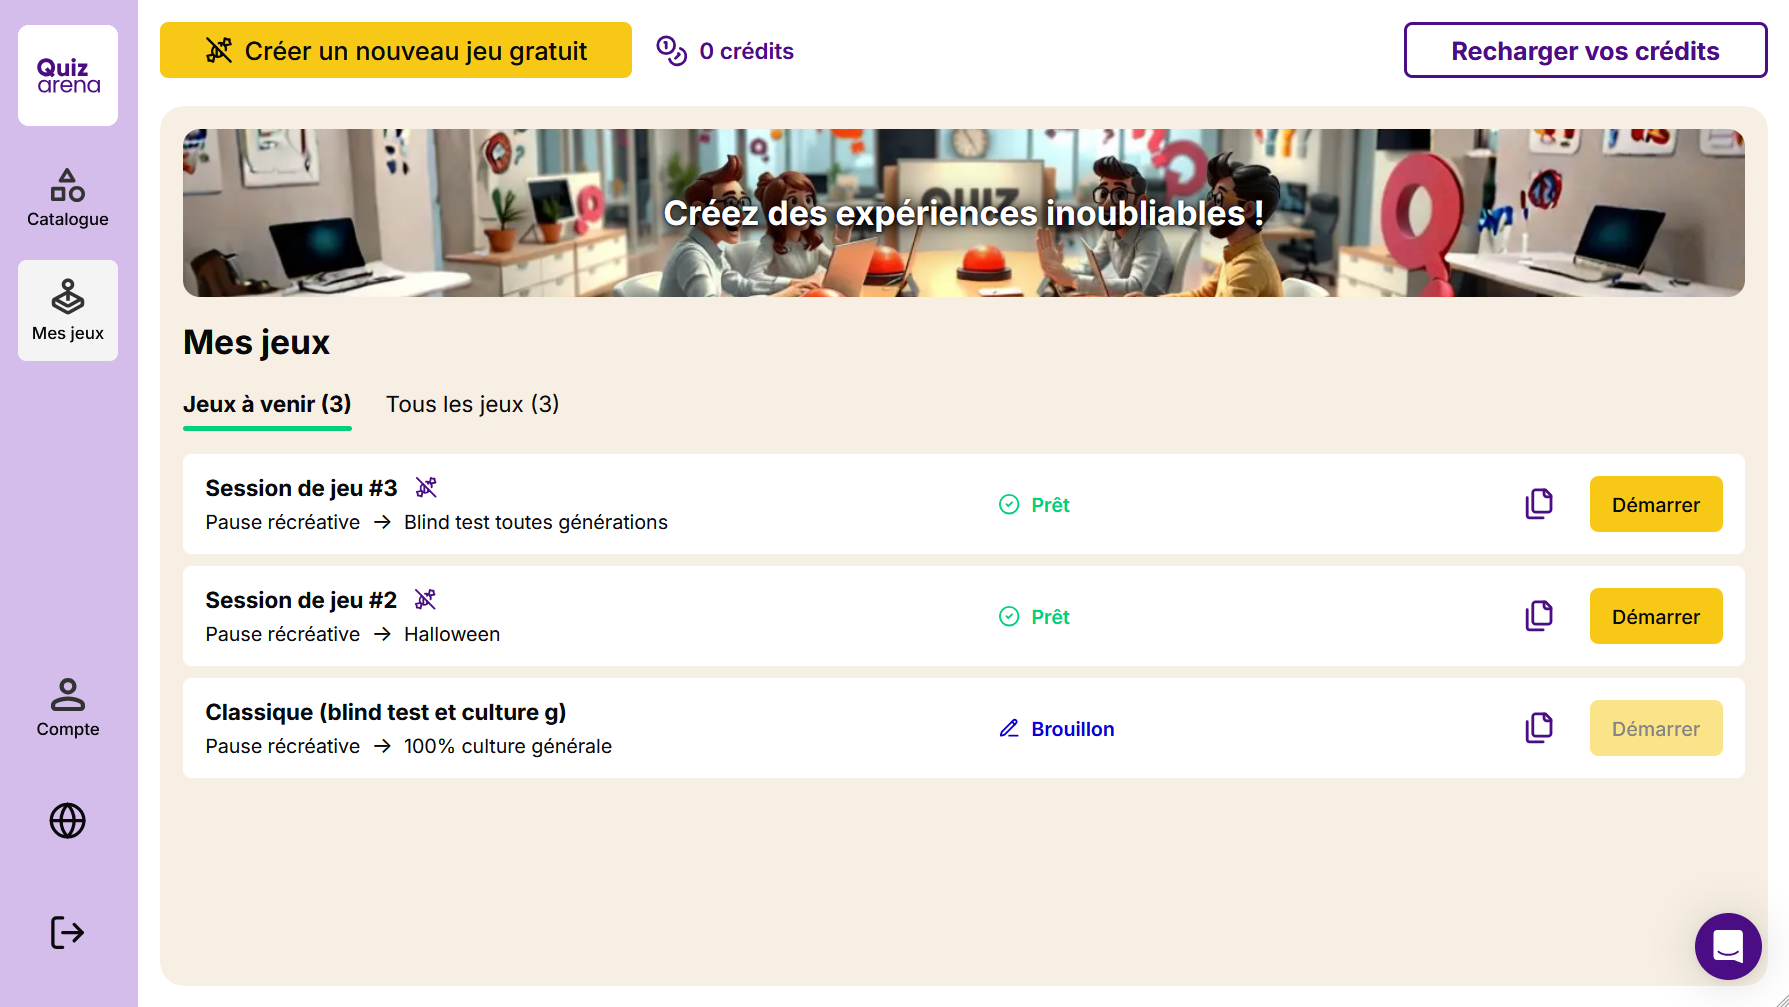 Quiz
arena
Catalogue
Mes jeux
Compte
Créer un nouveau jeu gratuit
0 crédits
Recharger vos crédits
QUIZ
Créez des expériences inoubliables !
Mes jeux
Jeux à venir (3)
Tous les jeux (3)
Session de jeu #3
Pause récréative → Blind test toutes générations
Prêt
Démarrer
Session de jeu #2
Pause récréative → Halloween
Prêt
Démarrer
Classique (blind test et culture g)
Pause récréative → 100% culture générale
Brouillon
Démarrer